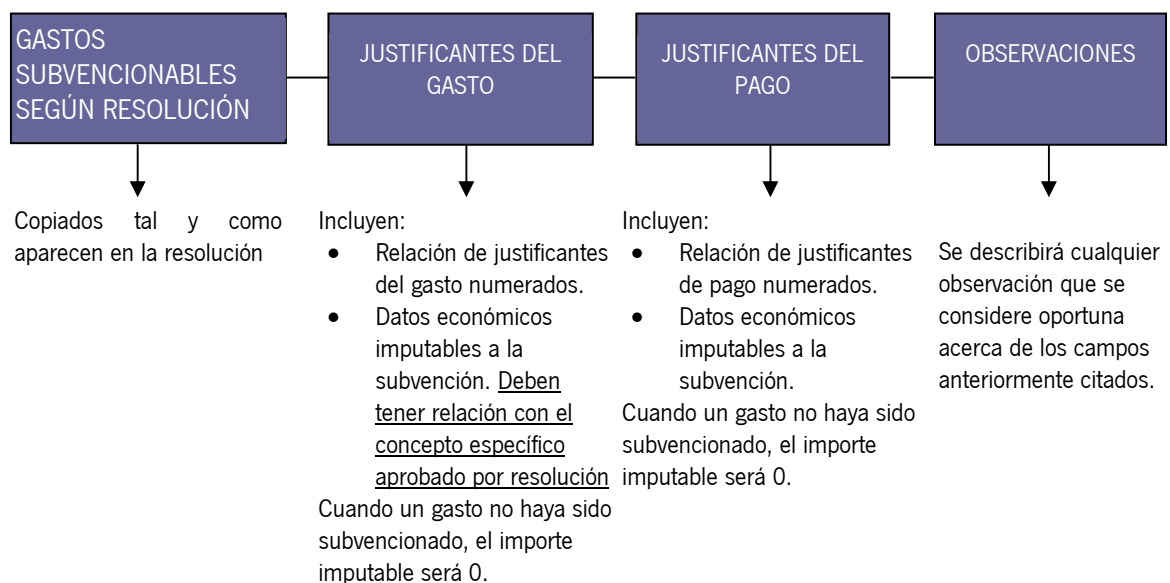 GASTOS
SUBVENCIONABLES
SEGÚN RESOLUCIÓN
JUSTIFICANTES DEL
GASTO
JUSTIFICANTES DEL
PAGO
OBSERVACIONES
Copiados tal y como
aparecen en la resolución
Incluyen:
• Relación de justificantes
del gasto numerados.
• Datos económicos
imputables a la
subvención. Deben
tener relación con el
concepto específico
aprobado por resolución
Cuando un gasto no haya sido
subvencionado, el importe
imputable será 0.
Incluyen:
• Relación de justificantes
de pago numerados.
• Datos económicos
imputables a la
subvención.
Cuando un gasto no haya sido
subvencionado, el importe
imputable será 0.
Se describirá cualquier
observación que se
considere oportuna
acerca de los campos
anteriormente citados.